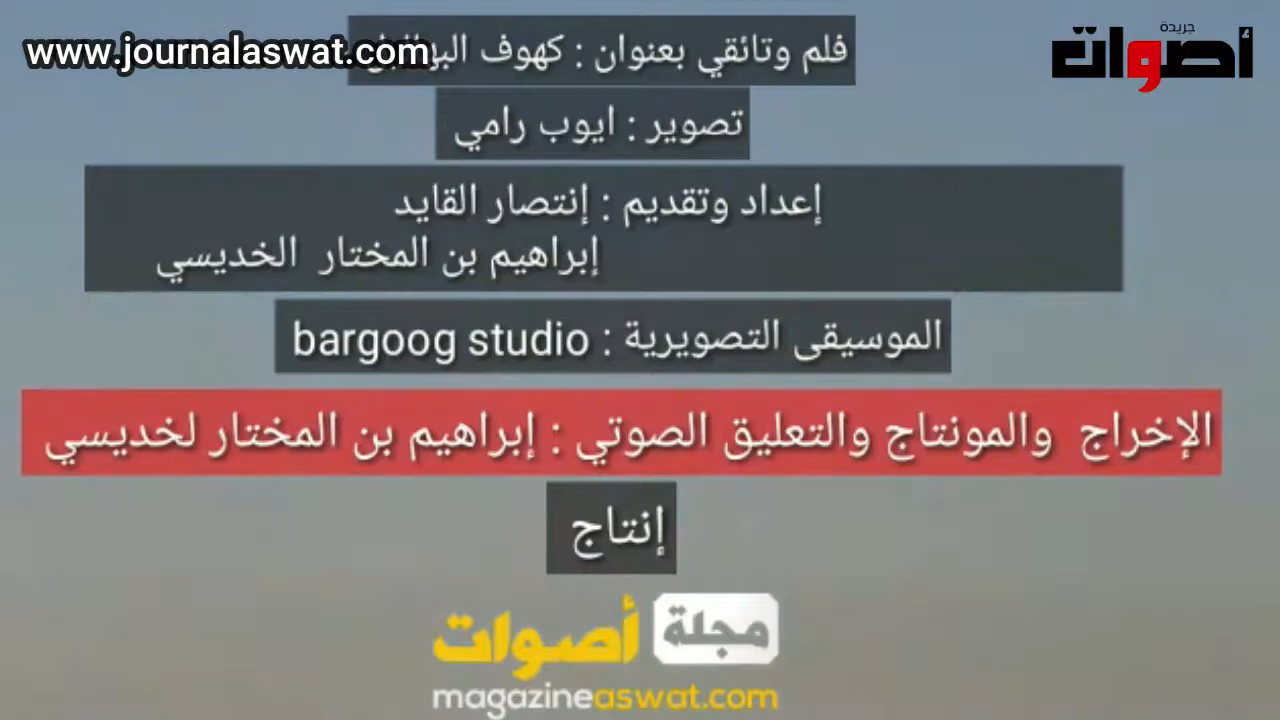 www.journalaswat.com
جريدة
أصوات
فلم وتائقي بعنوان : كهوف
تصوير : ايوب رامي
إعداد وتقديم : إنتصار القايد
إبراهيم بن المختار الخديسي
الموسيقى التصويرية : bargoog studio
الإخراج والمونتاج والتعليق الصوتي : إبراهيم بن المختار لخديسي
إنتاج
مجلة أصوات
magazineaswat.com